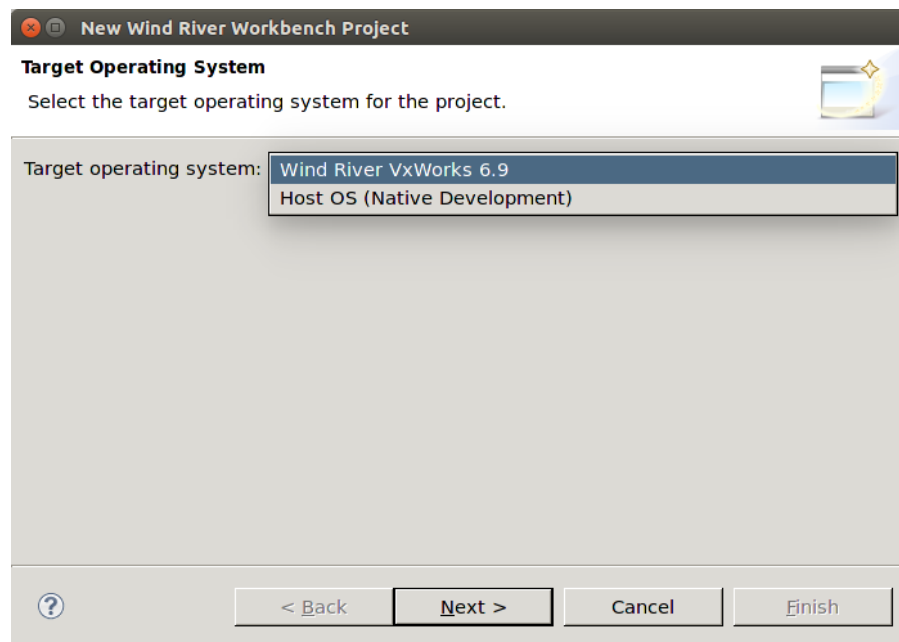 New Wind River Workbench Project
Target Operating System
Select the target operating system for the project.
Target operating system: Wind River VxWorks 6.9
Host OS (Native Development)
? < Back Next > Cancel Finish